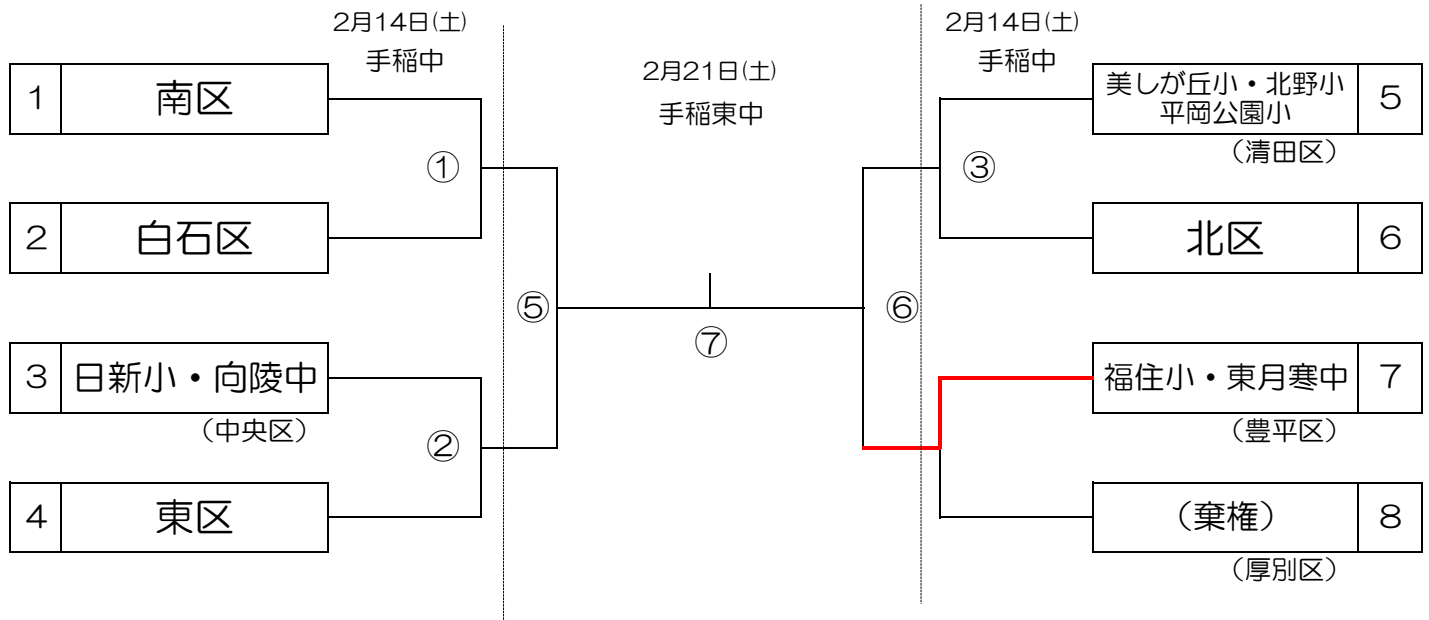 2月14日(土)
手稲中
2月21日(土)
手稲東中
2月14日(土)
手稲中
1 南区
2 白石区
3 日新小・向陵中
（中央区）
4 東区
①
②
⑤
⑦
⑥
③
美しが丘小・北野小
平岡公園小 5
（清田区）
北区 6
福住小・東月寒中 7
（豊平区）
（棄権） 8
（厚別区）